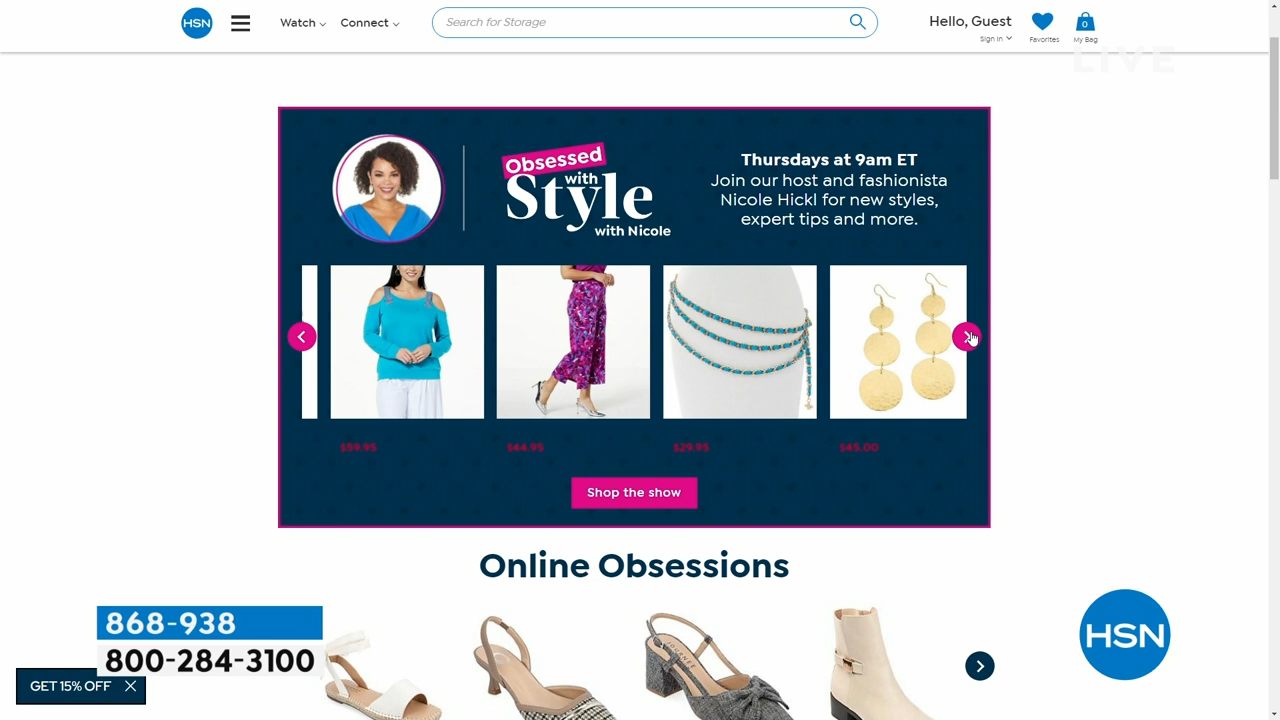 HSN
Watch
Connect
Search for Storage
Hello, Guest
Sign in
Favorites
0
My Bag
LIVE
Obsessed
with
Style
with Nicole
Thursdays at 9am ET
Join our host and fashionista
Nicole Hickl for new styles,
expert tips and more.
$59.95
$44.95
$29.95
$45.00
Shop the show
Online Obsessions
868-938
800-284-3100
GET 15% OFF
HSN